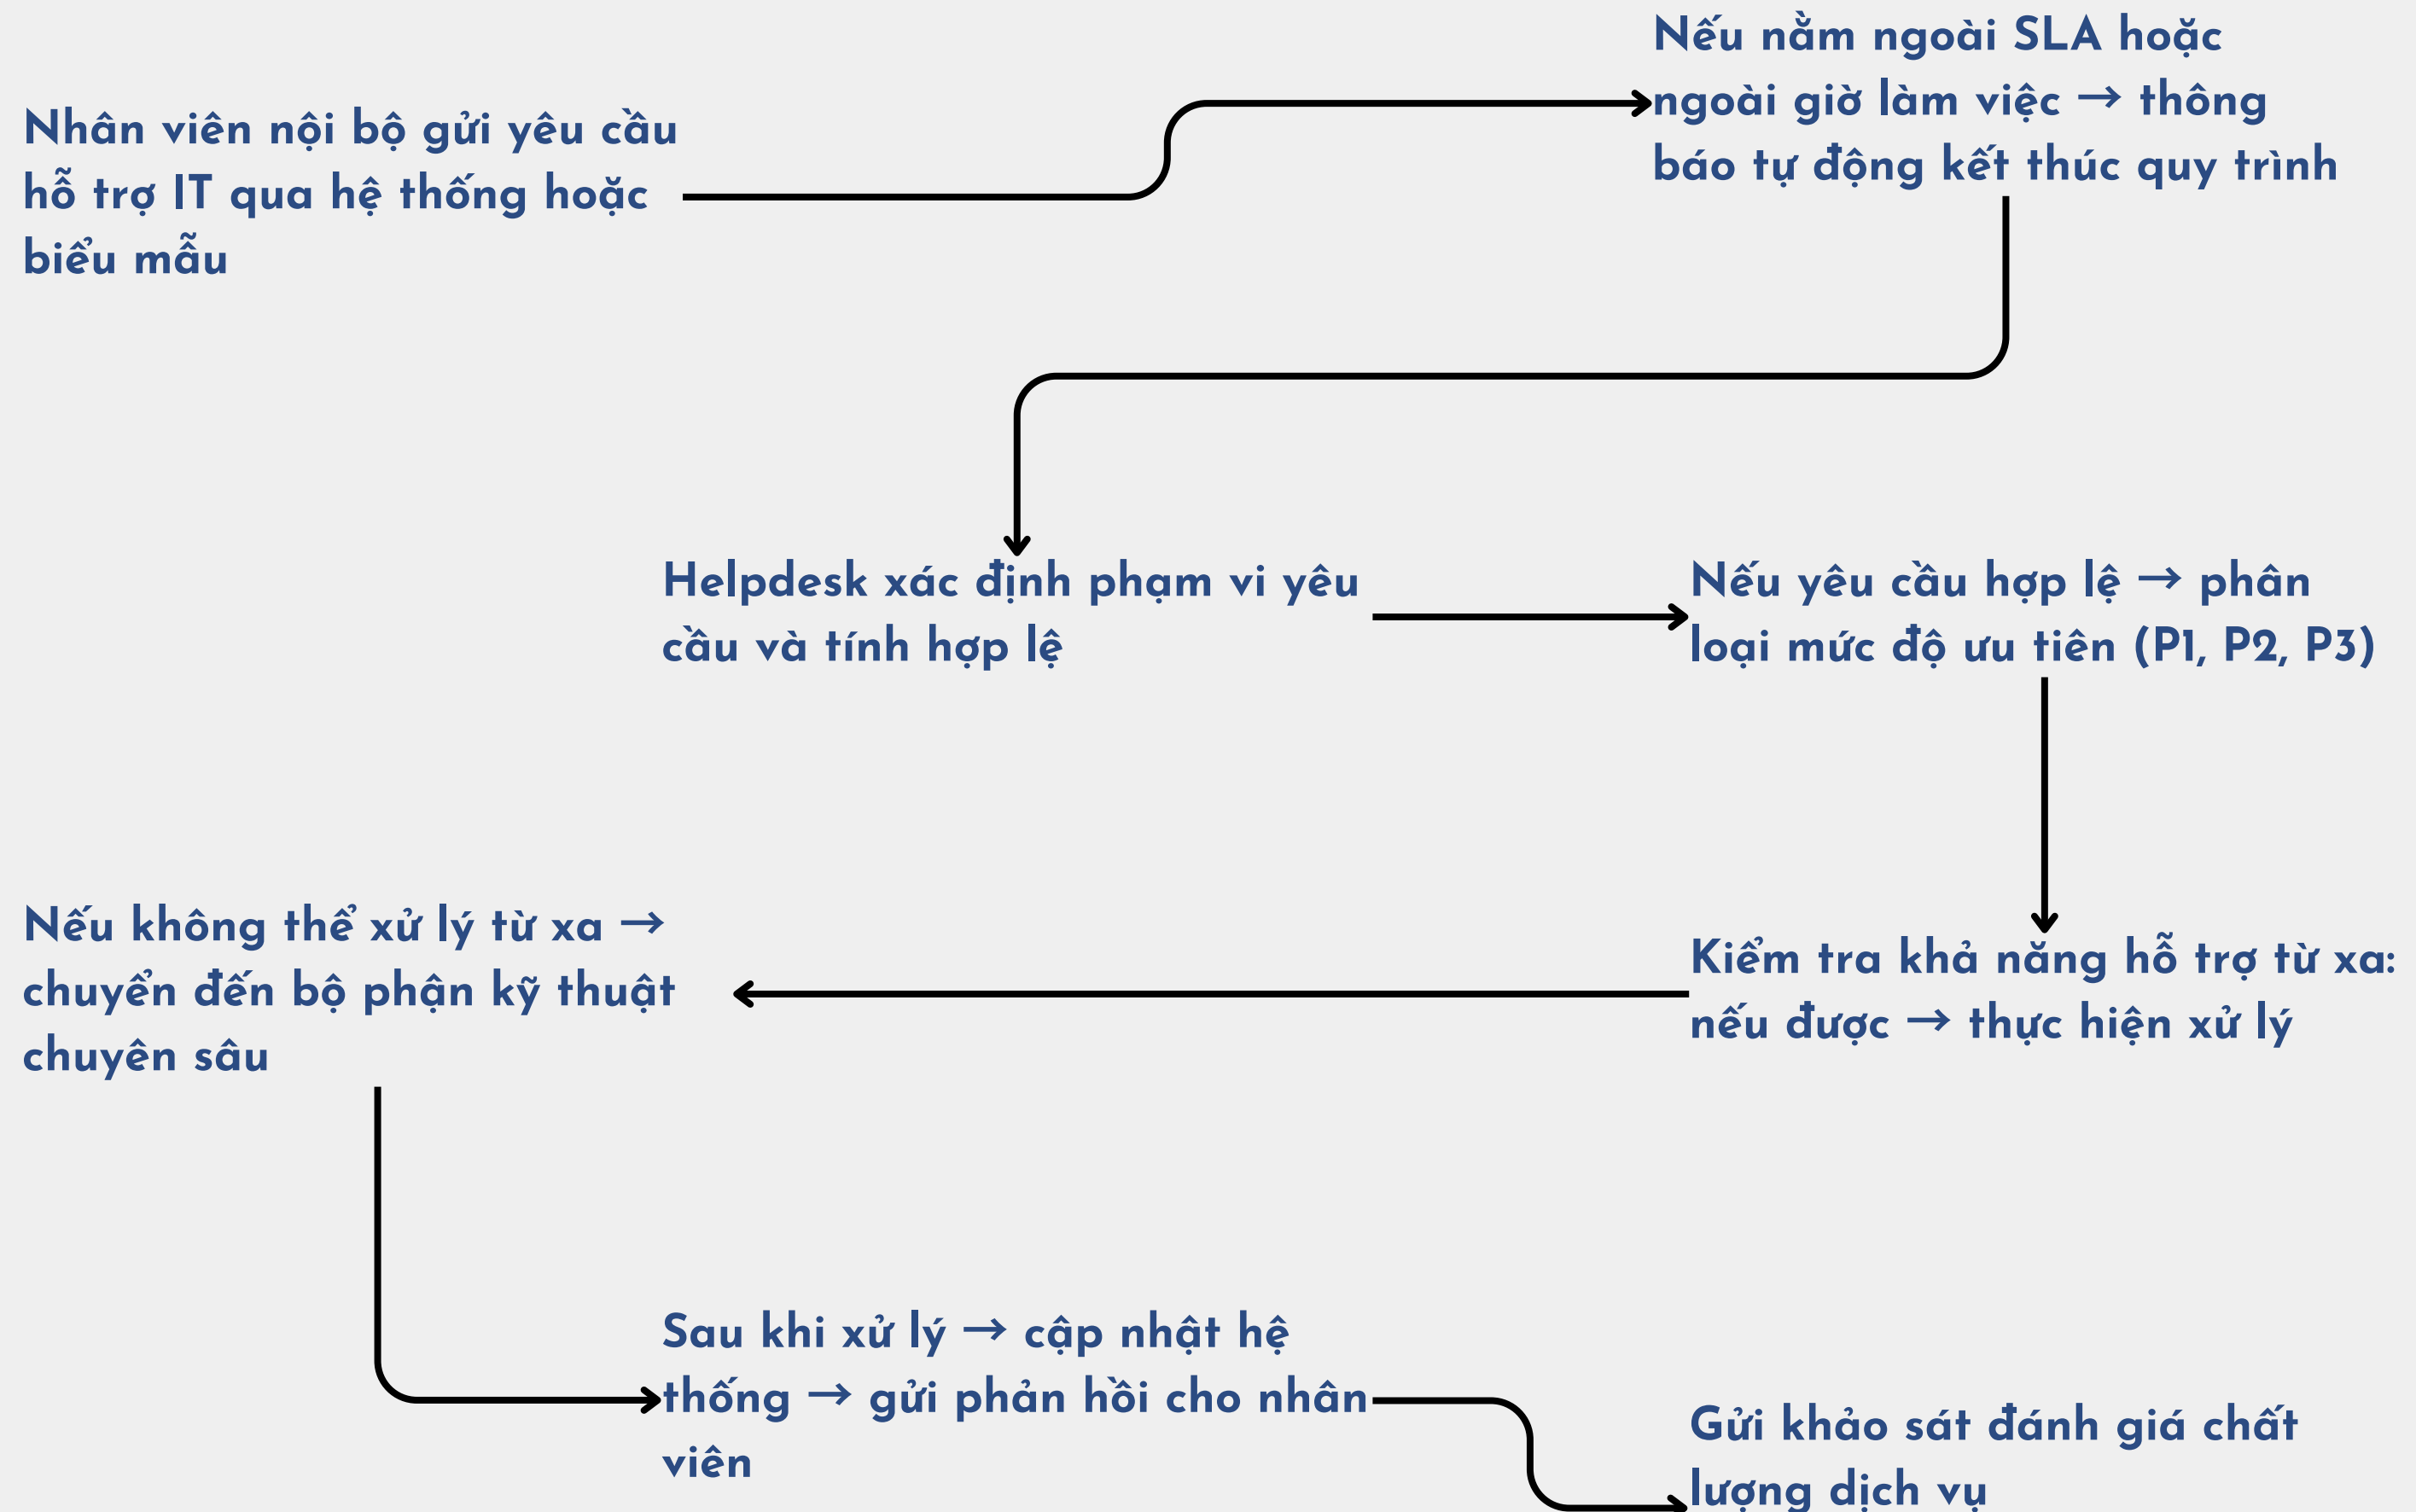 Nhân viên nội bộ gửi yêu cầu
hỗ trợ IT qua hệ thống hoặc
biểu mẫu
Nếu nằm ngoài SLA hoặc
ngoài giờ làm việc → thông
báo tự động kết thúc quy trình
Helpdesk xác định phạm vi yêu
cầu và tính hợp lệ
Nếu yêu cầu hợp lệ → phân
loại mức độ ưu tiên (P1, P2, P3)
Kiểm tra khả năng hỗ trợ từ xa:
nếu được → thực hiện xử lý
Nếu không thể xử lý từ xa →
chuyển đến bộ phận kỹ thuật
chuyên sâu
Sau khi xử lý → cập nhật hệ
thống → gửi phản hồi cho nhân
viên
Gửi khảo sát đánh giá chất
lượng dịch vụ